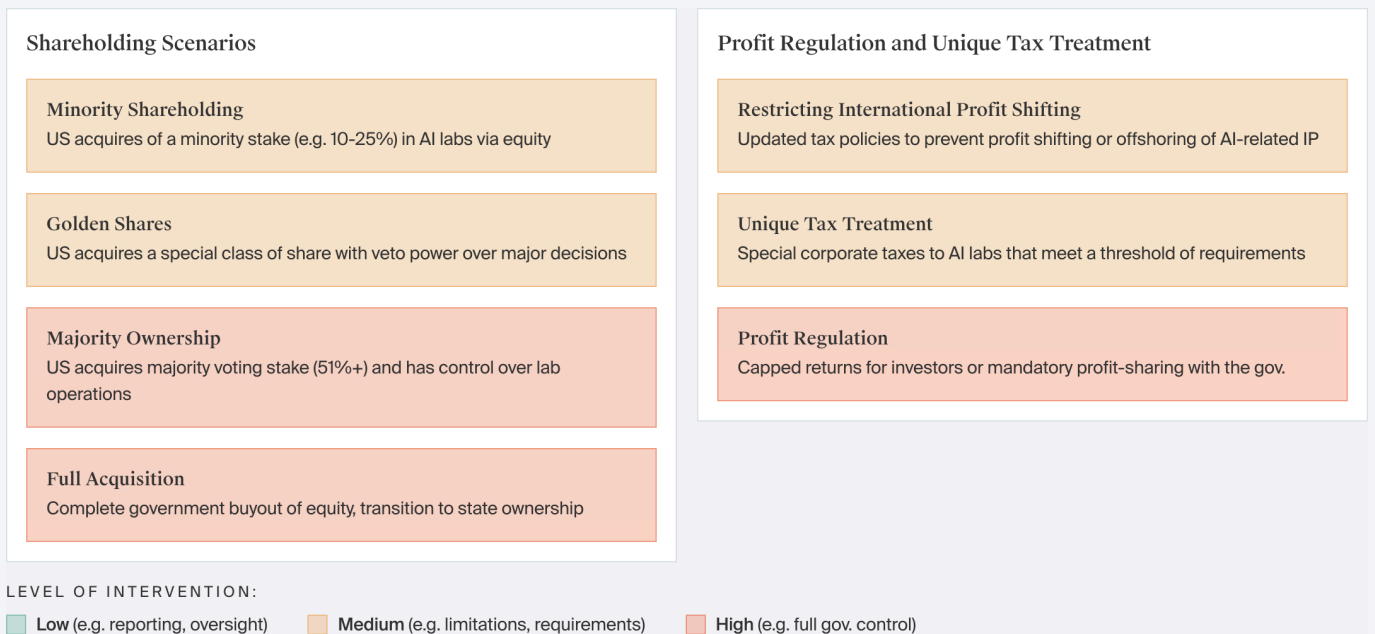 Shareholding Scenarios
Minority Shareholding
US acquires of a minority stake (e.g. 10-25%) in AI labs via equity
Golden Shares
US acquires a special class of share with veto power over major decisions
Majority Ownership
US acquires majority voting stake (51%+) and has control over lab
operations
Full Acquisition
Complete government buyout of equity, transition to state ownership
Profit Regulation and Unique Tax Treatment
Restricting International Profit Shifting
Updated tax policies to prevent profit shifting or offshoring of AI-related IP
Unique Tax Treatment
Special corporate taxes to AI labs that meet a threshold of requirements
Profit Regulation
Capped returns for investors or mandatory profit-sharing with the gov.
LEVEL OF INTERVENTION:
Low (e.g. reporting, oversight)
Medium (e.g. limitations, requirements)
High (e.g. full gov. control)